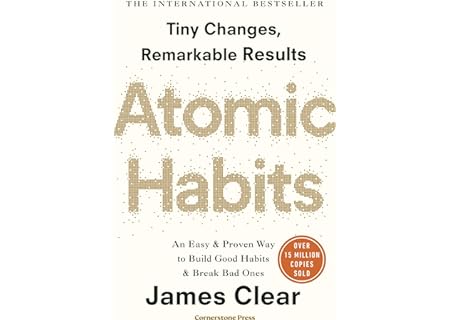 THE INTERNATIONAL BESTSELLER
Tiny Changes,
Remarkable Results
Atomic
Habits
An Easy & Proven Way
to Build Good Habits
& Break Bad Ones
OVER
15 MILLION
COPIES
SOLD
James Clear
Cornerstone Press